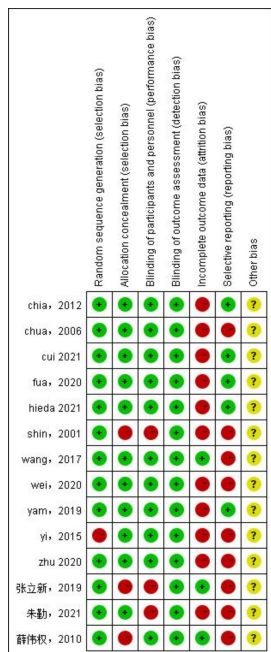 Random sequence generation (selection bias)
Allocation concealment (selection bias)
Blinding of participants and personnel (performance bias)
Blinding of outcome assessment (detection bias)
Incomplete outcome data (attrition bias)
Selective reporting (reporting bias)
Other bias
chia，2012 + + + + - + ?
chua，2006 + + + + - - ?
cui 2021 + + + + - + ?
fua，2020 + + + + - + ?
hieda 2021 + + + + - + ?
shin，2001 + - - + - - ?
wang，2017 + + + + + - ?
wei，2020 + + + + - - ?
yam，2019 + + + + - + ?
yi，2015 - + + + - - ?
zhu 2020 + + + + - - ?
张立新，2019 + - - + + - ?
朱勤，2021 + + - + - - ?
薛伟权，2010 + - + + + - ?